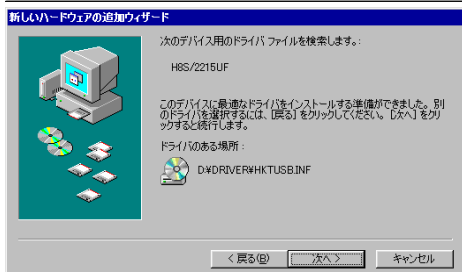 新しいハードウェアの追加ウィザード
次のデバイス用のドライバ ファイルを検索します。:
H8S/2215UF
このデバイスに最適なドライバをインストールする準備ができました。別
のドライバを選択するには、[戻る] をクリックしてください。[次へ] をクリ
ックすると続行します。
ドライバのある場所:
D:¥DRIVER¥HKTUSB.INF
< 戻る(B)
次へ >
キャンセル